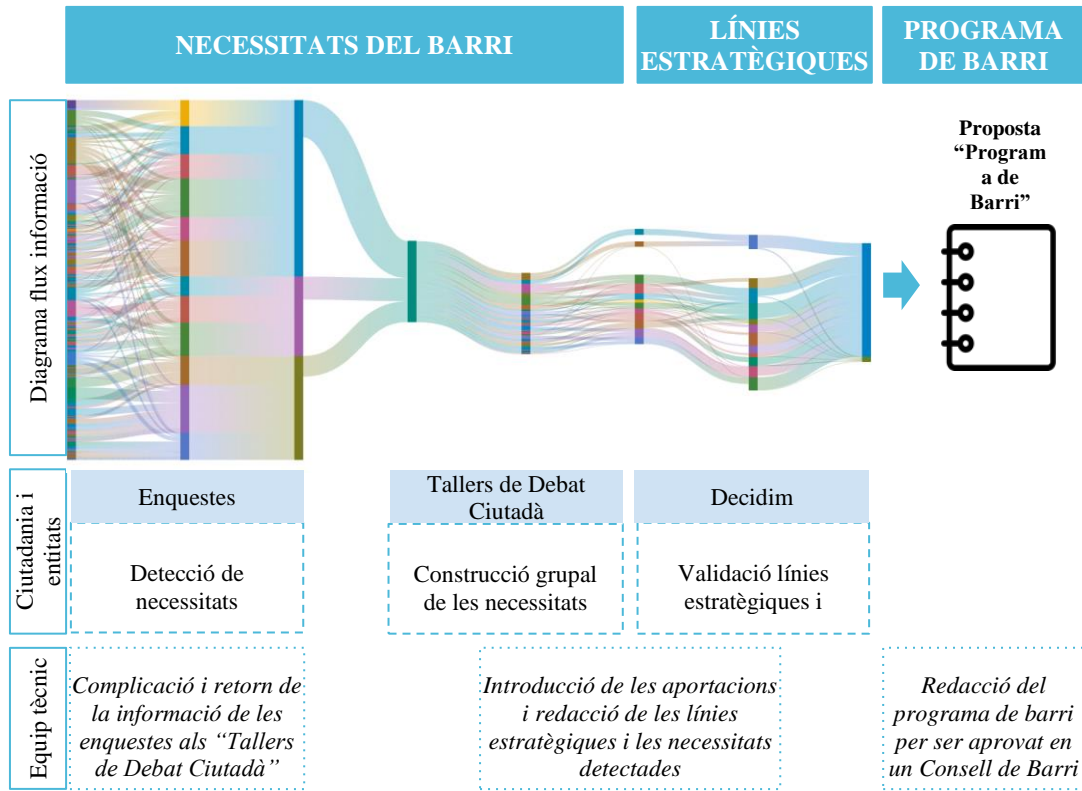 NECESSITATS DEL BARRI
LÍNIES
ESTRATÈGIQUES
PROGRAMA
DE BARRI
Diagrama flux informació
Proposta
“Program
a de
Barri”
Ciutadania i
entitats
Enquestes
Tallers de Debat
Ciutadà
Decidim
Detecció de
necessitats
Construcció grupal
de les necessitats
Validació línies
estratègiques i
Equip tècnic
Complicació i retorn de
la informació de les
enquestes als “Tallers
de Debat Ciutadà”
Introducció de les aportacions
i redacció de les línies
estratègiques i les necessitats
detectades
Redacció del
programa de barri
per ser aprovat en
un Consell de Barri